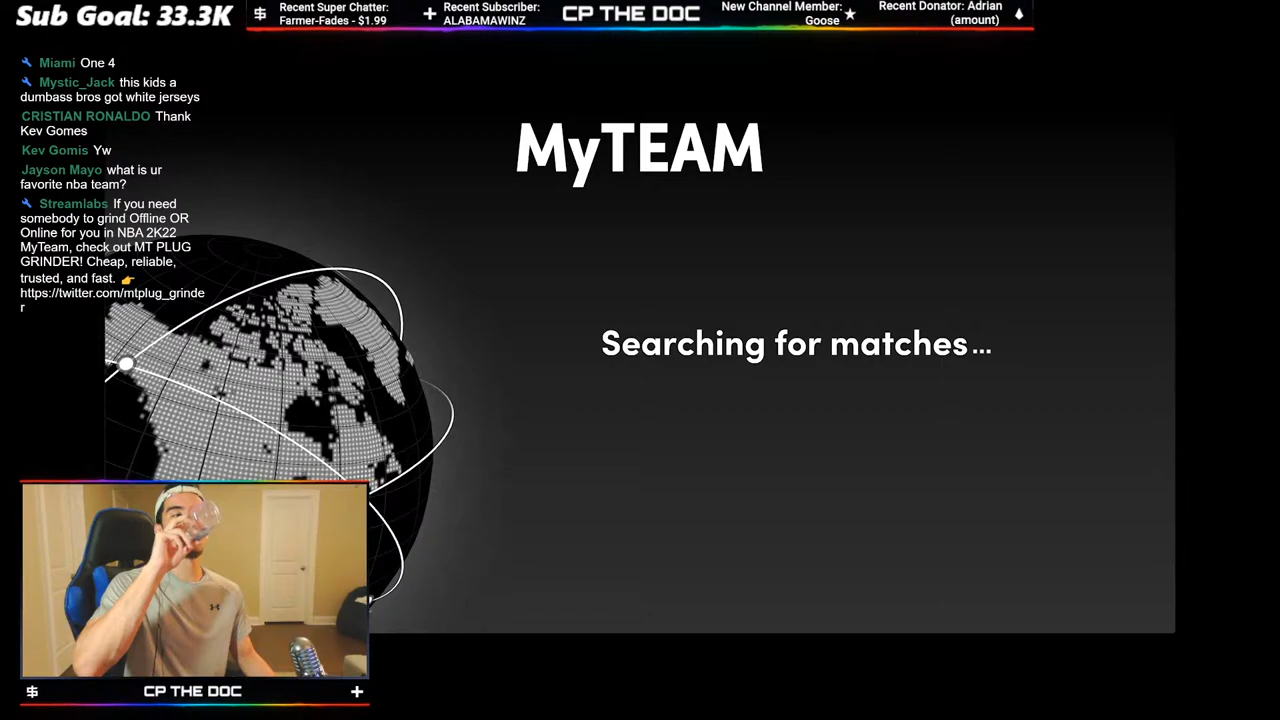 Sub Goal: 33.3K
Recent Super Chatter:
Farmer-Fades - $1.99
Recent Subscriber:
ALABAMAWINZ
CP THE DOC
New Channel Member:
Goose
Recent Donator: Adrian
(amount)
Miami One 4
Mystic_Jack this kids a
dumbass bros got white jerseys
CRISTIAN RONALDO Thank
Kev Gomes
Kev Gomis Yw
Jayson Mayo what is ur
favorite nba team?
Streamlabs If you need
somebody to grind Offline OR
Online for you in NBA 2K22
MyTeam, check out MT PLUG
GRINDER! Cheap, reliable,
trusted, and fast. 👉
https://twitter.com/mtplug_grinde
r
MyTEAM
Searching for matches...
CP THE DOC